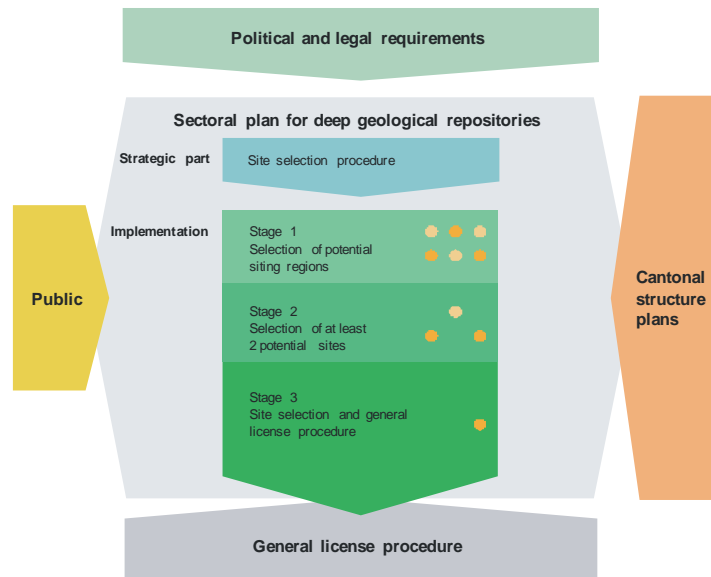 Political and legal requirements
Sectoral plan for deep geological repositories
Strategic part
Site selection procedure
Implementation
Stage 1
Selection of potential
siting regions
Stage 2
Selection of at least
2 potential sites
Stage 3
Site selection and general
license procedure
Public
Cantonal
structure
plans
General license procedure